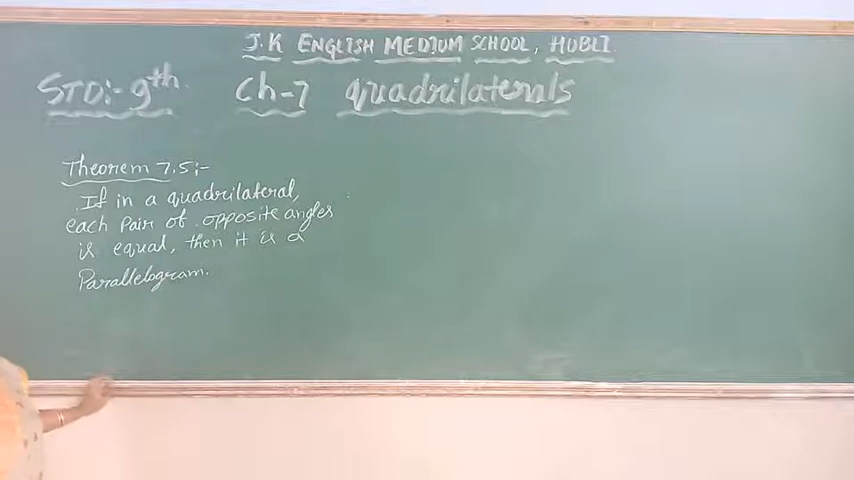 J.K ENGLISH MEDIUM SCHOOL, HUBLI
STD:- 9th. Ch-7 quadrilaterals
Theorem 7.5:-
If in a quadrilateral,
each Pair of opposite angles
is equal, then it is a
Parallelogram.